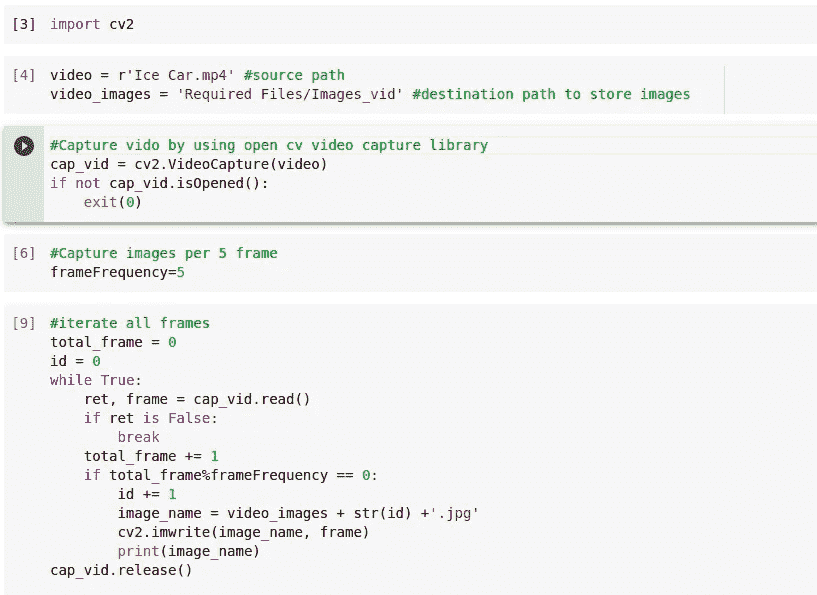 [3] import cv2
[4] video = r'Ice Car.mp4' #source path
video_images = 'Required Files/Images_vid' #destination path to store images
#Capture vido by using open cv video capture library
cap_vid = cv2.VideoCapture(video)
if not cap_vid.isOpened():
    exit(0)
[6] #Capture images per 5 frame
frameFrequency=5
[9] #iterate all frames
total_frame = 0
id = 0
while True:
    ret, frame = cap_vid.read()
    if ret is False:
        break
    total_frame += 1
    if total_frame%frameFrequency == 0:
        id += 1
        image_name = video_images + str(id) +'.jpg'
        cv2.imwrite(image_name, frame)
        print(image_name)
cap_vid.release()